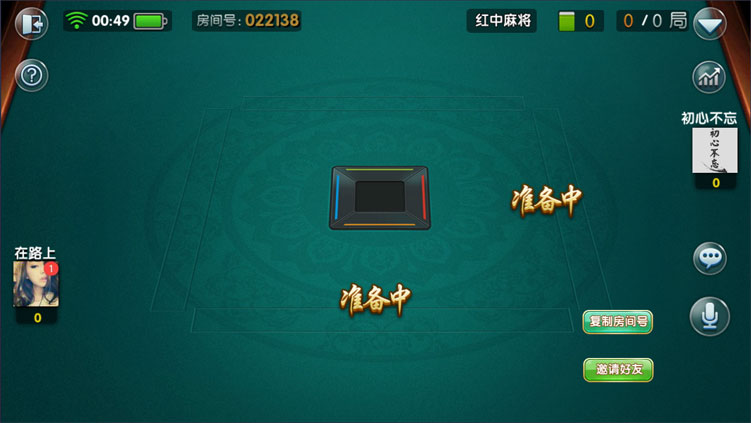 00:49
房间号:022138
红中麻将
0
0 / 0 局
?
初心不忘
初心不忘
0
准备中
在路上
1
0
准备中
复制房间号
邀请好友